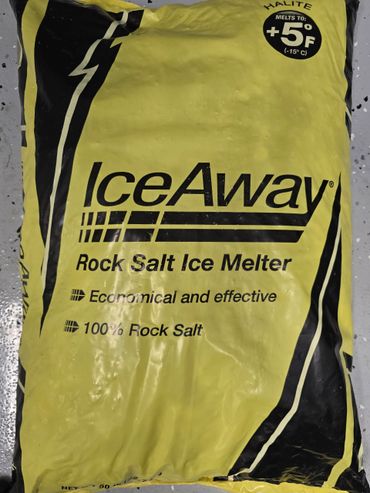 HALITE
MELTS TO:
+5°F
(-15° C)
IceAway®
Rock Salt Ice Melter
Economical and effective
100% Rock Salt